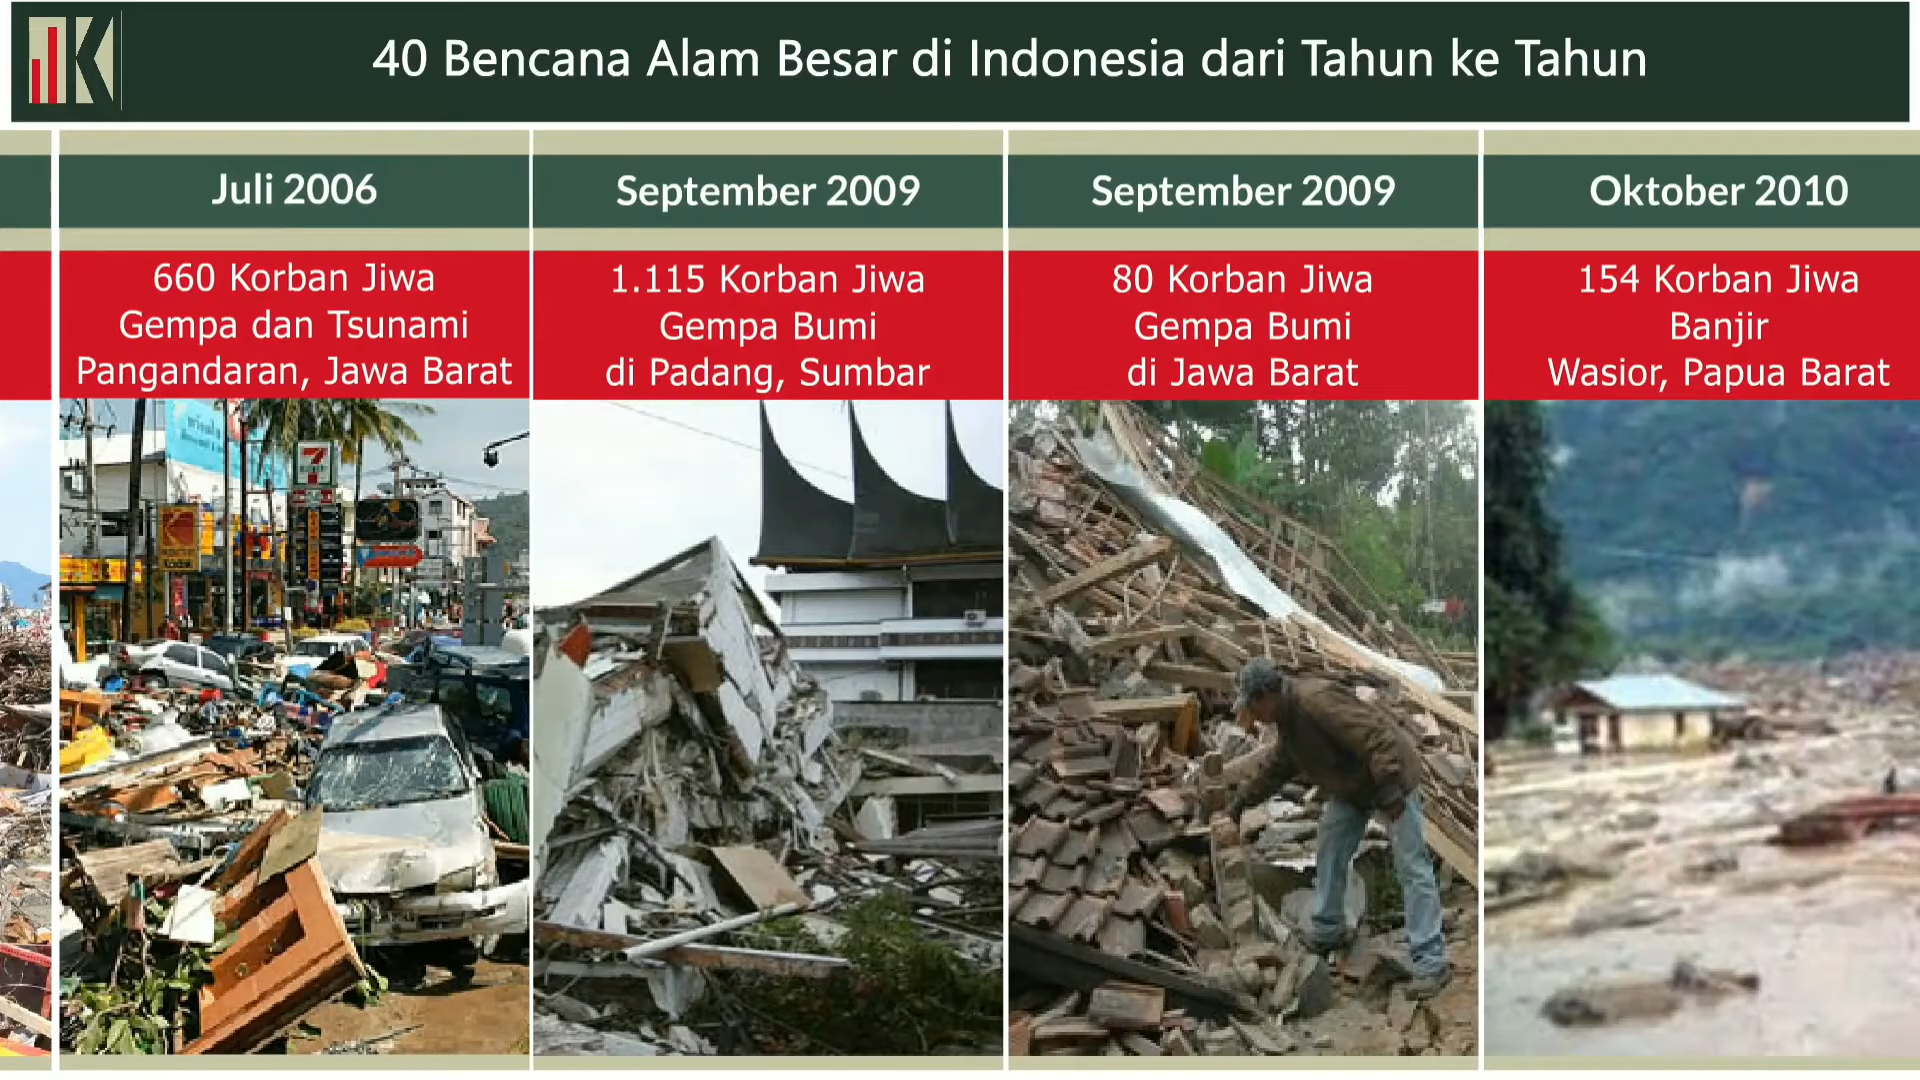 JK
40 Bencana Alam Besar di Indonesia dari Tahun ke Tahun
Juli 2006
660 Korban Jiwa
Gempa dan Tsunami
Pangandaran, Jawa Barat
September 2009
1.115 Korban Jiwa
Gempa Bumi
di Padang, Sumbar
September 2009
80 Korban Jiwa
Gempa Bumi
di Jawa Barat
Oktober 2010
154 Korban Jiwa
Banjir
Wasior, Papua Barat
7